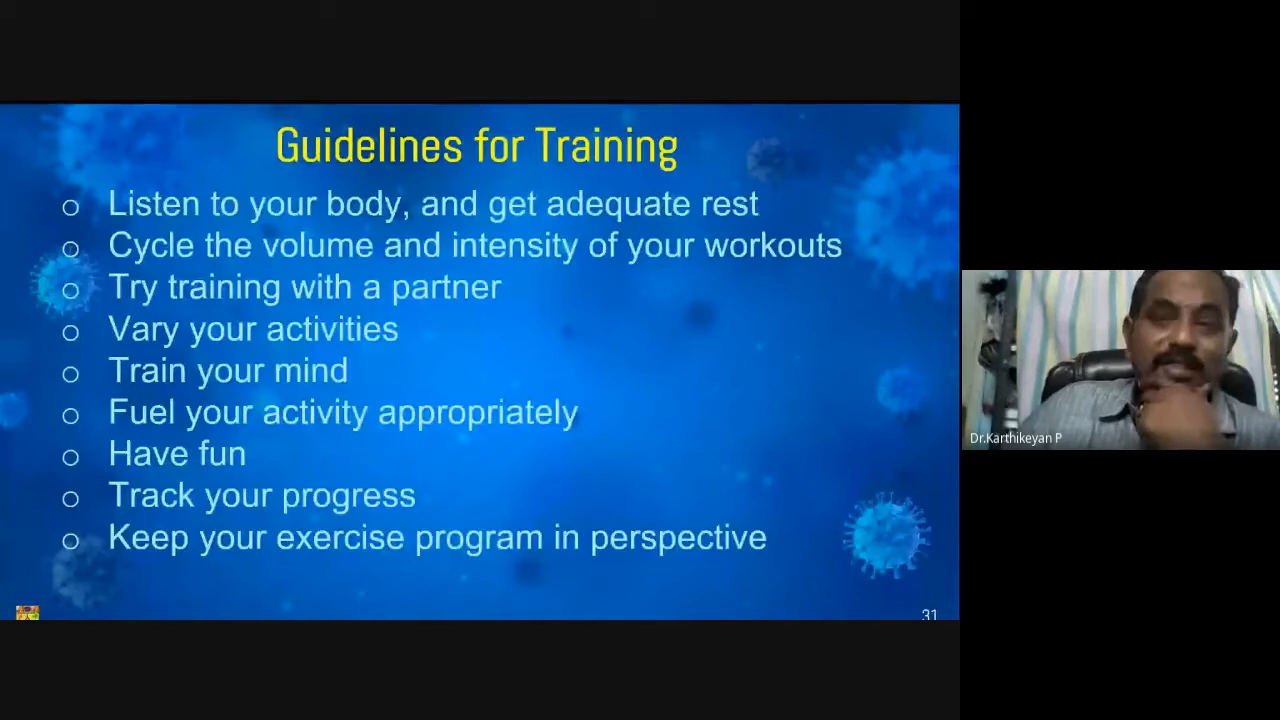 Guidelines for Training
o Listen to your body, and get adequate rest
o Cycle the volume and intensity of your workouts
o Try training with a partner
o Vary your activities
o Train your mind
o Fuel your activity appropriately
o Have fun
o Track your progress
o Keep your exercise program in perspective
31
Dr.Karthikeyan P